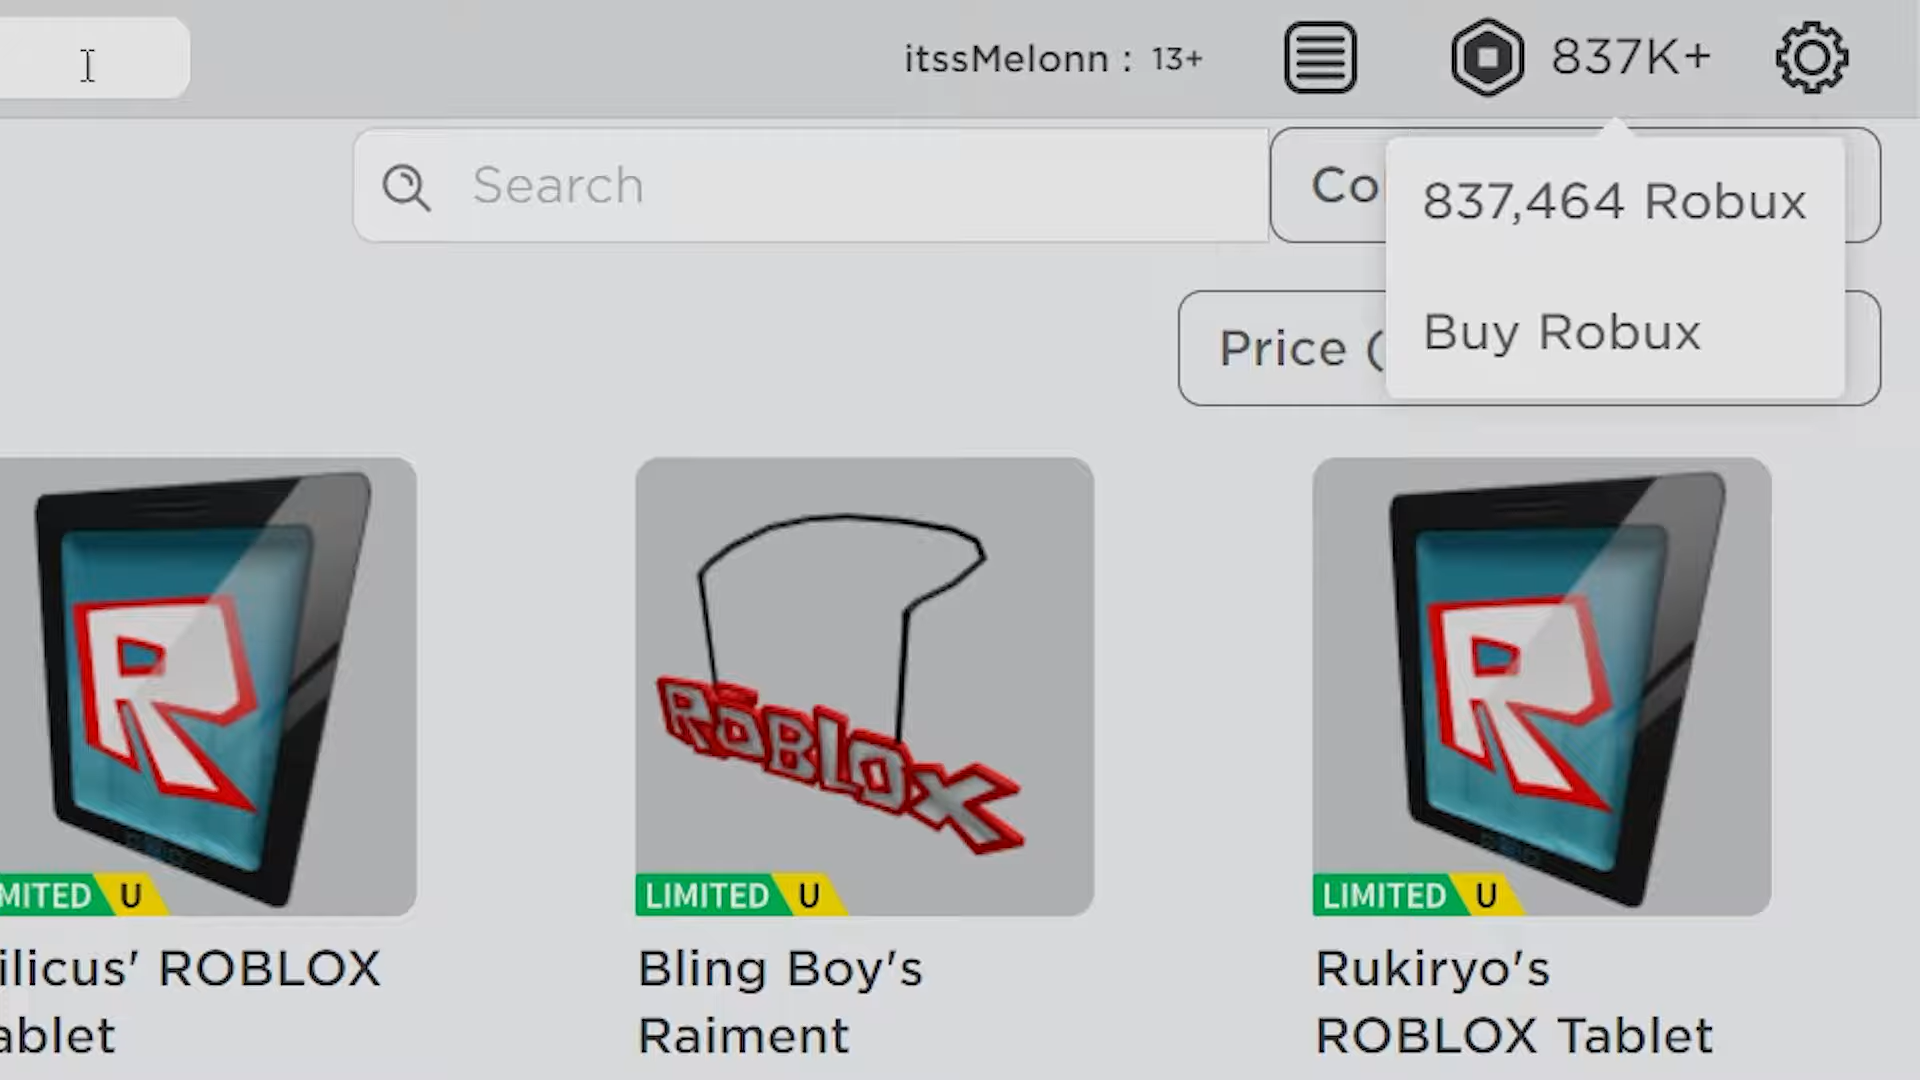 itssMelonn : 13+
837K+
Search
Co
837,464 Robux
Price (
Buy Robux
R
ROBLOX
R
MITED U
LIMITED U
LIMITED U
ilicus' ROBLOX
ablet
Bling Boy's
Raiment
Rukiryo's
ROBLOX Tablet